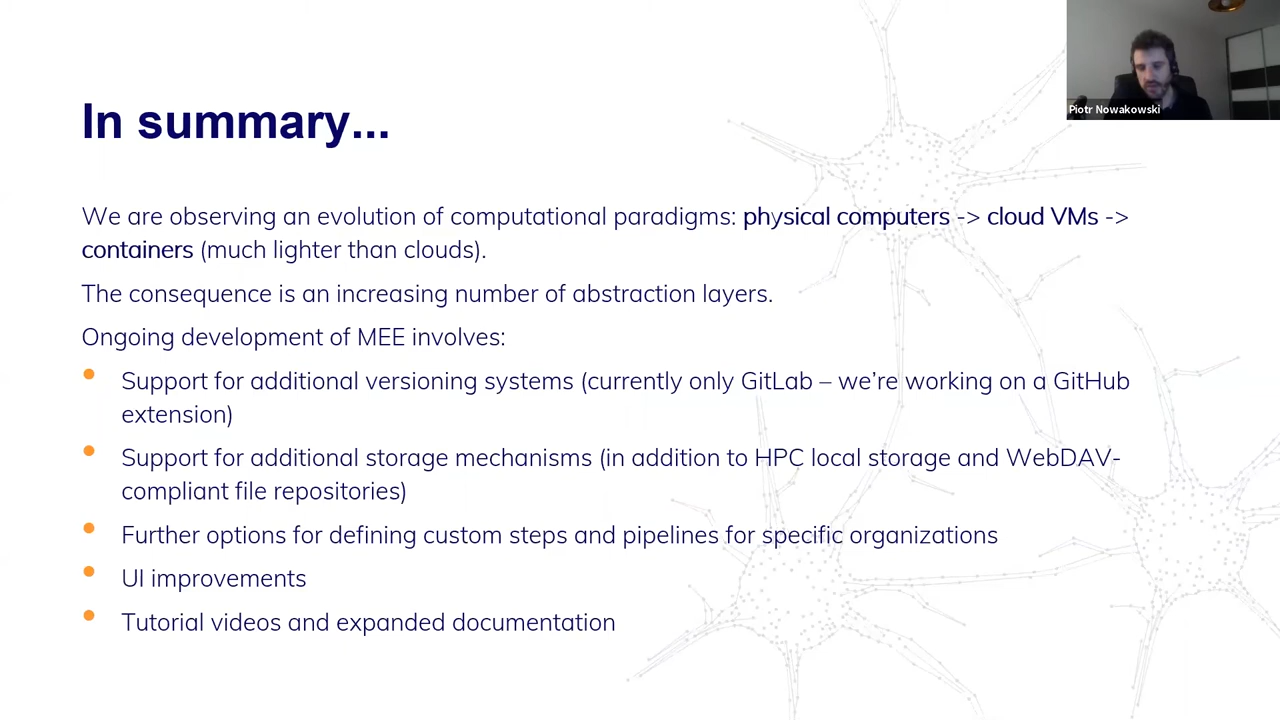 Piotr Nowakowski
In summary...
We are observing an evolution of computational paradigms: physical computers -> cloud VMs ->
containers (much lighter than clouds).
The consequence is an increasing number of abstraction layers.
Ongoing development of MEE involves:
Support for additional versioning systems (currently only GitLab – we’re working on a GitHub
extension)
Support for additional storage mechanisms (in addition to HPC local storage and WebDAV-
compliant file repositories)
Further options for defining custom steps and pipelines for specific organizations
UI improvements
Tutorial videos and expanded documentation